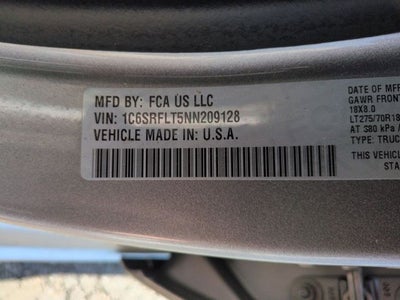 MFD BY: FCA US LLC
VIN: 1C6SRFLT5NN209128
VEHICLE MADE IN: U.S.A.
DATE OF MFR
GAWR FRONT
18X8.0
LT275/70R18
AT 380 kPa /
TYPE: TRUC
THIS VEHICLE
STA